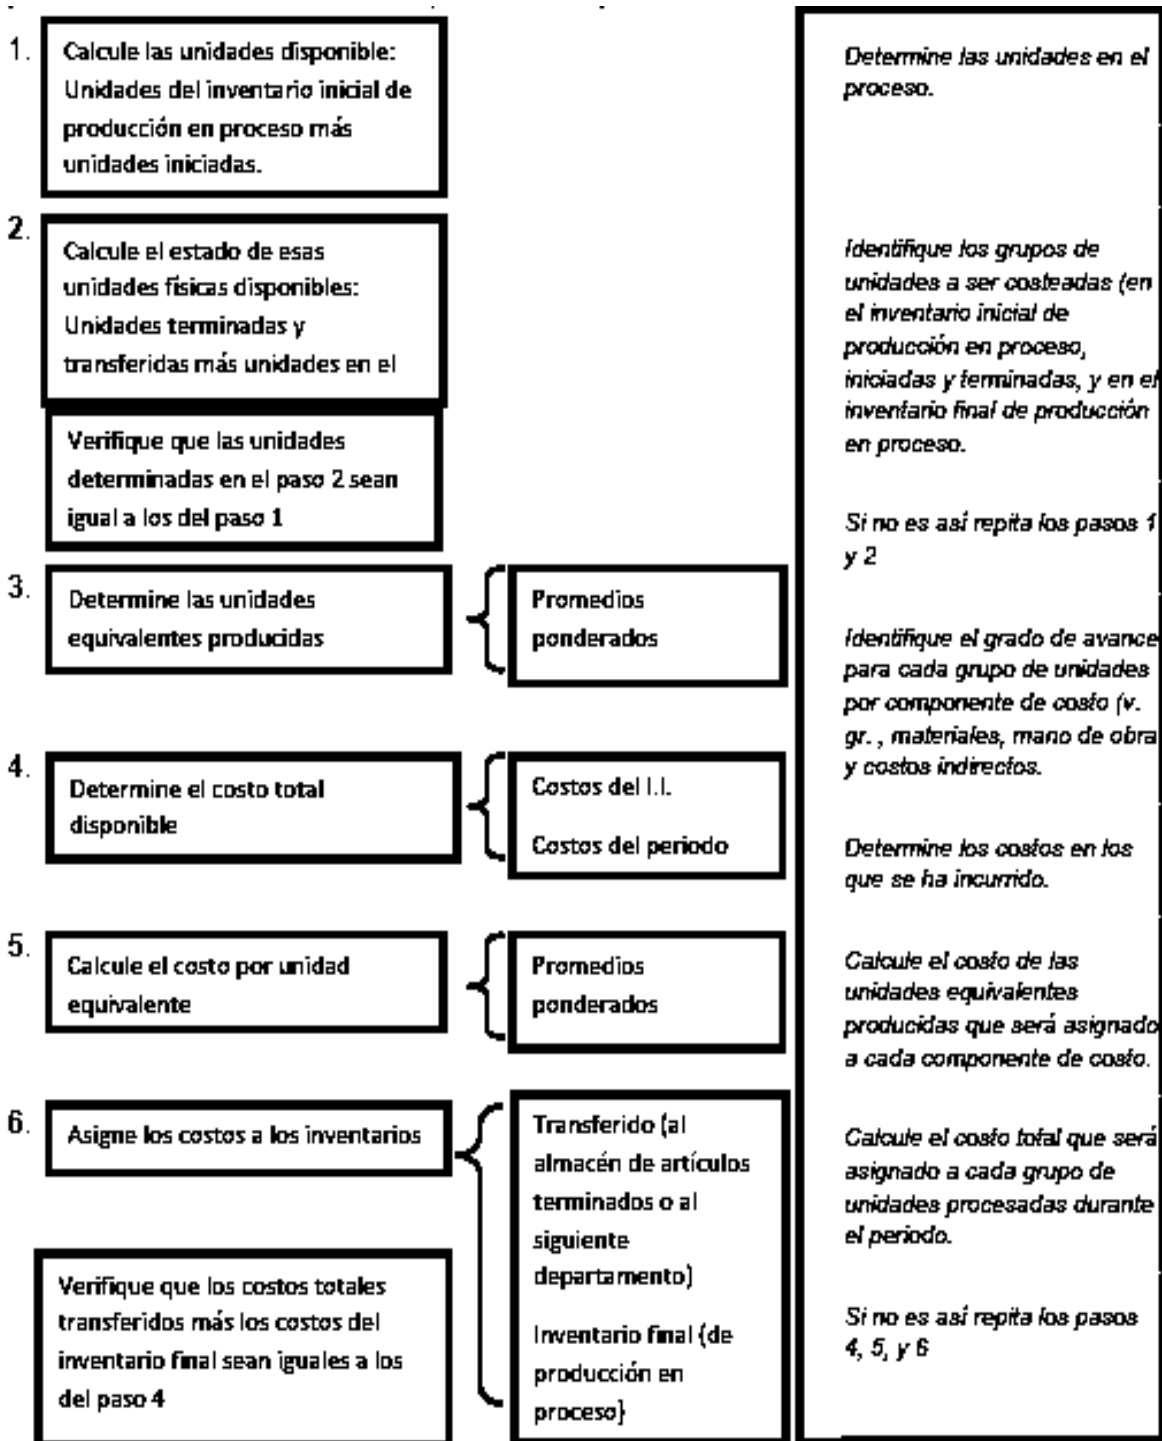 1.
Calcule las unidades disponible:
Unidades del inventario inicial de
producción en proceso más
unidades iniciadas.
Determine las unidades en el
proceso.
2.
Calcule el estado de esas
unidades físicas disponibles:
Unidades terminadas y
transferidas más unidades en el
Identifique los grupos de
unidades a ser costeadas (en
el inventario inicial de
producción en proceso,
iniciadas y terminadas, y en el
inventario final de producción
en proceso.
Verifique que las unidades
determinadas en el paso 2 sean
igual a los del paso 1
Si no es así repita los pasos 1
y 2
3.
Determine las unidades
equivalentes producidas
Promedios
ponderados
Identifique el grado de avance
para cada grupo de unidades
por componente de costo (v.
gr. , materiales, mano de obra
y costos indirectos.
4.
Determine el costo total
disponible
Costos del I.I.
Costos del periodo
Determine los costos en los
que se ha incurrido.
5.
Calcule el costo por unidad
equivalente
Promedios
ponderados
Calcule el costo de las
unidades equivalentes
producidas que será asignado
a cada componente de costo.
6.
Asigne los costos a los inventarios
Transferido (al
almacén de artículos
terminados o al
siguiente
departamento)
Inventario final (de
producción en
proceso)
Calcule el costo total que será
asignado a cada grupo de
unidades procesadas durante
el periodo.
Verifique que los costos totales
transferidos más los costos del
inventario final sean iguales a los
del paso 4
Si no es así repita los pasos
4, 5, y 6